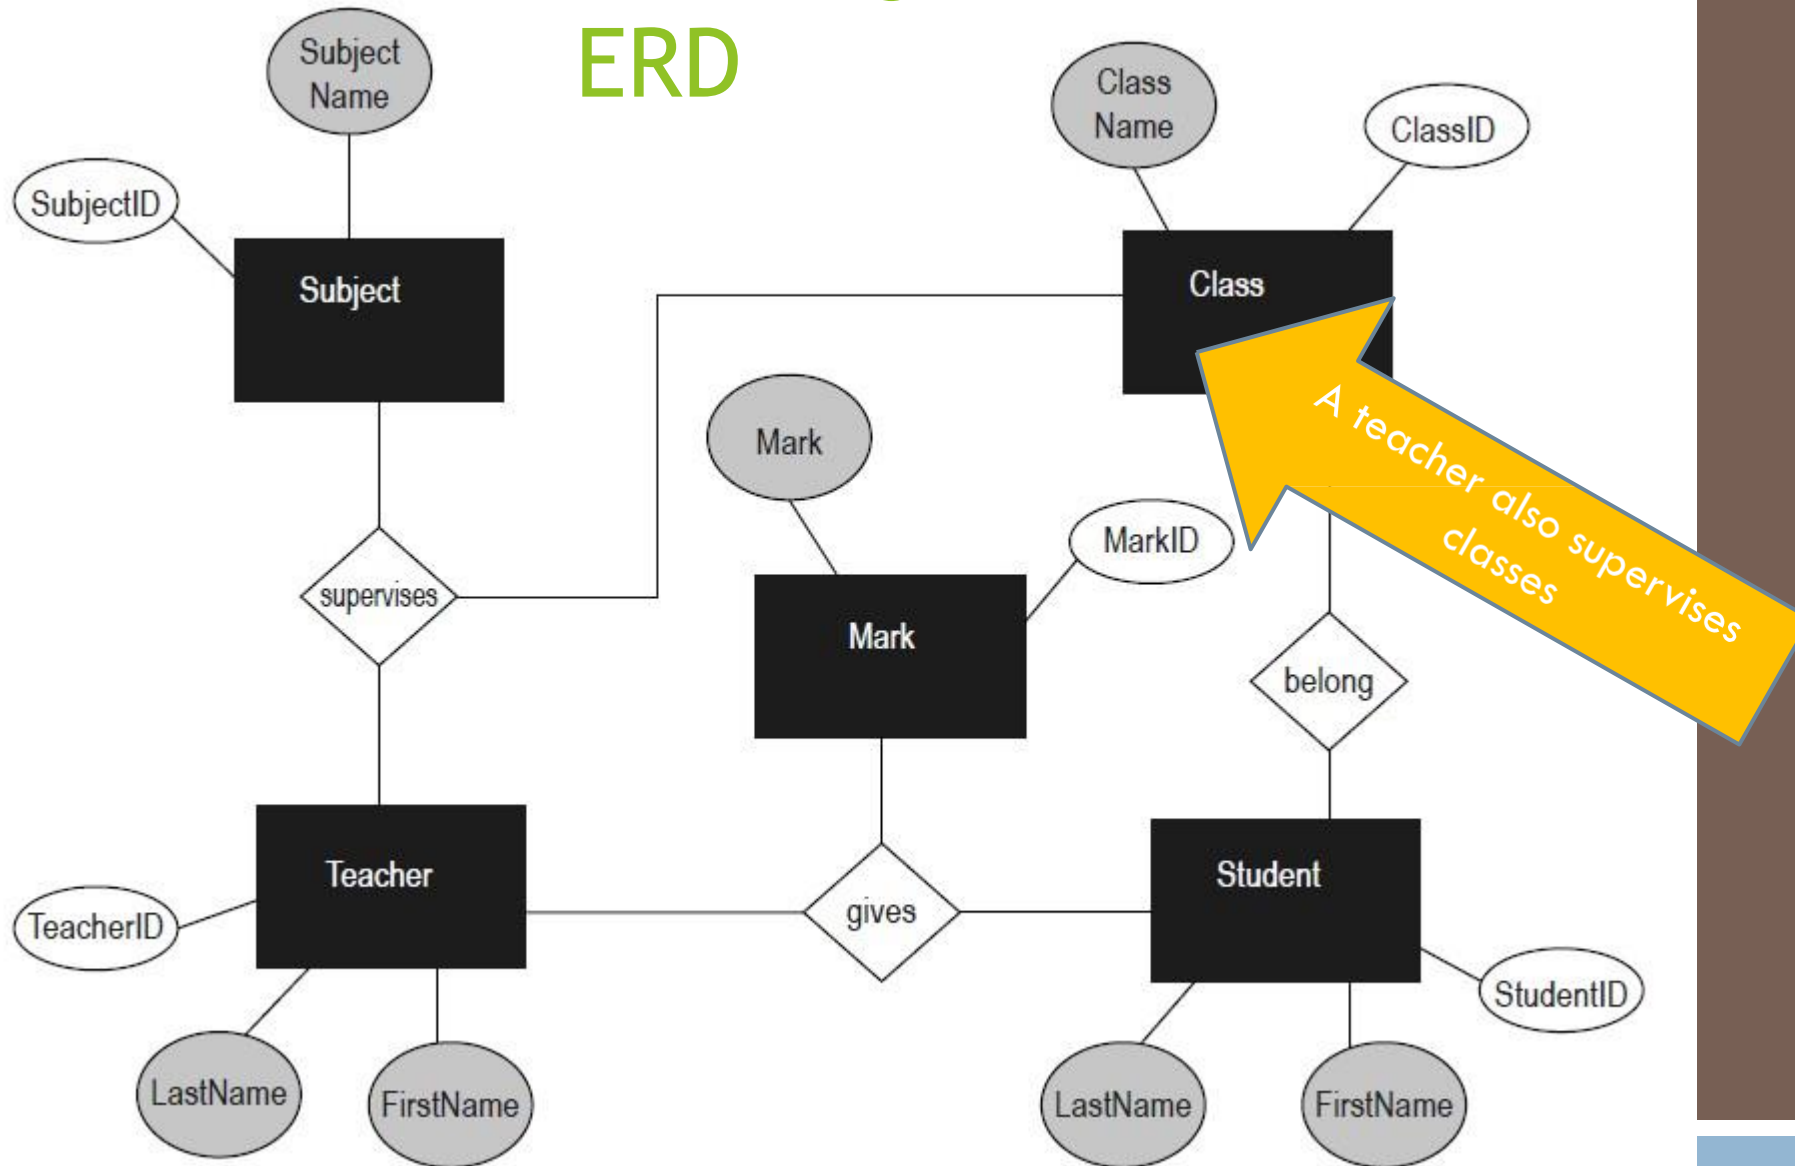 ERD
Subject
Name
Class
Name
ClassID
SubjectID
Subject
Class
A teacher also supervises
classes
Mark
MarkID
supervises
Mark
belong
Teacher
Student
TeacherID
gives
StudentID
LastName
FirstName
LastName
FirstName